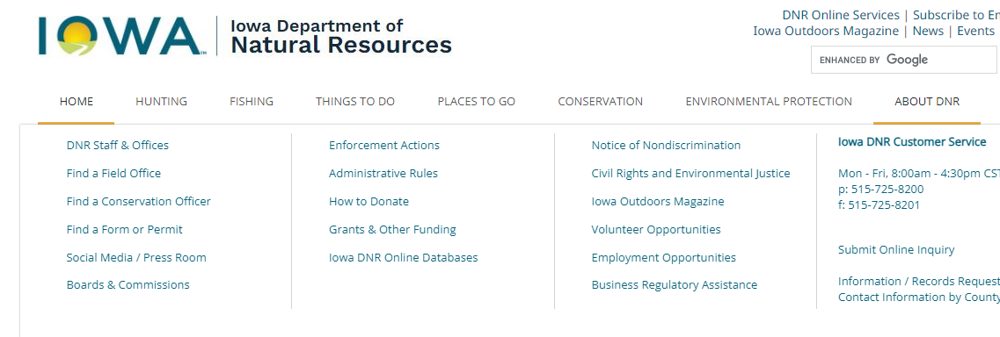 IOWA™
Iowa Department of
Natural Resources
DNR Online Services | Subscribe to
Iowa Outdoors Magazine | News | Events
ENHANCED BY Google
HOME HUNTING FISHING THINGS TO DO PLACES TO GO CONSERVATION ENVIRONMENTAL PROTECTION ABOUT DNR
DNR Staff & Offices
Find a Field Office
Find a Conservation Officer
Find a Form or Permit
Social Media / Press Room
Boards & Commissions
Enforcement Actions
Administrative Rules
How to Donate
Grants & Other Funding
Iowa DNR Online Databases
Notice of Nondiscrimination
Civil Rights and Environmental Justice
Iowa Outdoors Magazine
Volunteer Opportunities
Employment Opportunities
Business Regulatory Assistance
Iowa DNR Customer Service
Mon - Fri, 8:00am - 4:30pm CST
p: 515-725-8200
f: 515-725-8201
Submit Online Inquiry
Information / Records Request
Contact Information by County